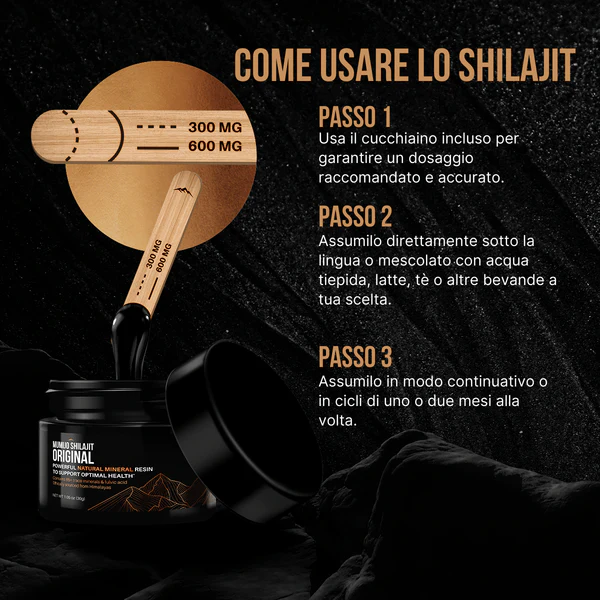 COME USARE LO SHILAJIT
PASSO 1
Usa il cucchiaino incluso per
garantire un dosaggio
raccomandato e accurato.
PASSO 2
Assumilo direttamente sotto la
lingua o mescolato con acqua
tiepida, latte, tè o altre bevande a
tua scelta.
PASSO 3
Assumilo in modo continuativo o
in cicli di uno o due mesi alla
volta.
300 MG
600 MG
300 MG
600 MG
MUMIJO SHILAJIT
ORIGINAL
POWERFUL NATURAL MINERAL RESIN
TO SUPPORT OPTIMAL HEALTH